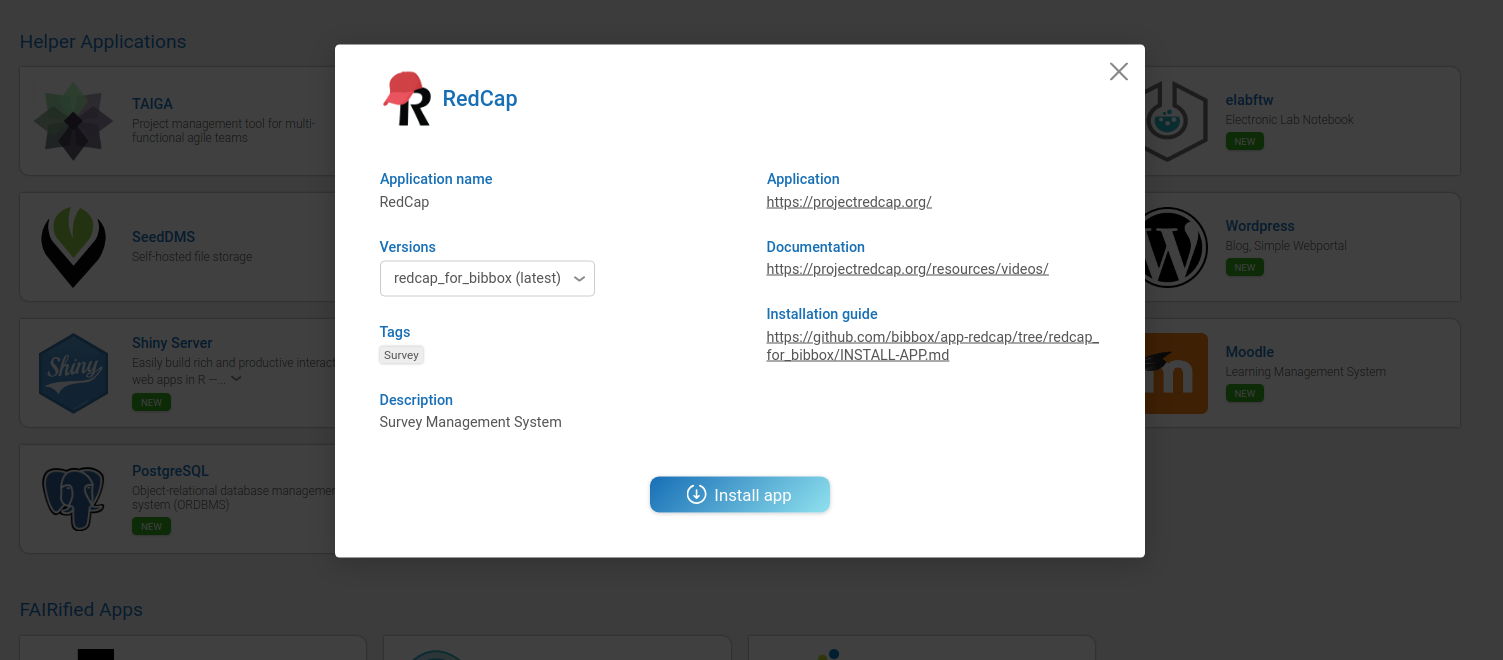 Helper Applications
TAIGA
Project management tool for multi-
functional agile teams
SeedDMS
Self-hosted file storage
Shiny
Shiny Server
Easily build rich and productive interact
web apps in R —...
NEW
PostgreSQL
Object-relational database managemen
system (ORDBMS)
NEW
RedCap
Application name
RedCap
Versions
redcap_for_bibbox (latest)
Tags
Survey
Description
Survey Management System
Application
https://projectredcap.org/
Documentation
https://projectredcap.org/resources/videos/
Installation guide
https://github.com/bibbox/app-redcap/tree/redcap_
for_bibbox/INSTALL-APP.md
Install app
elabftw
Electronic Lab Notebook
NEW
Wordpress
Blog, Simple Webportal
NEW
Moodle
Learning Management System
NEW
FAIRified Apps